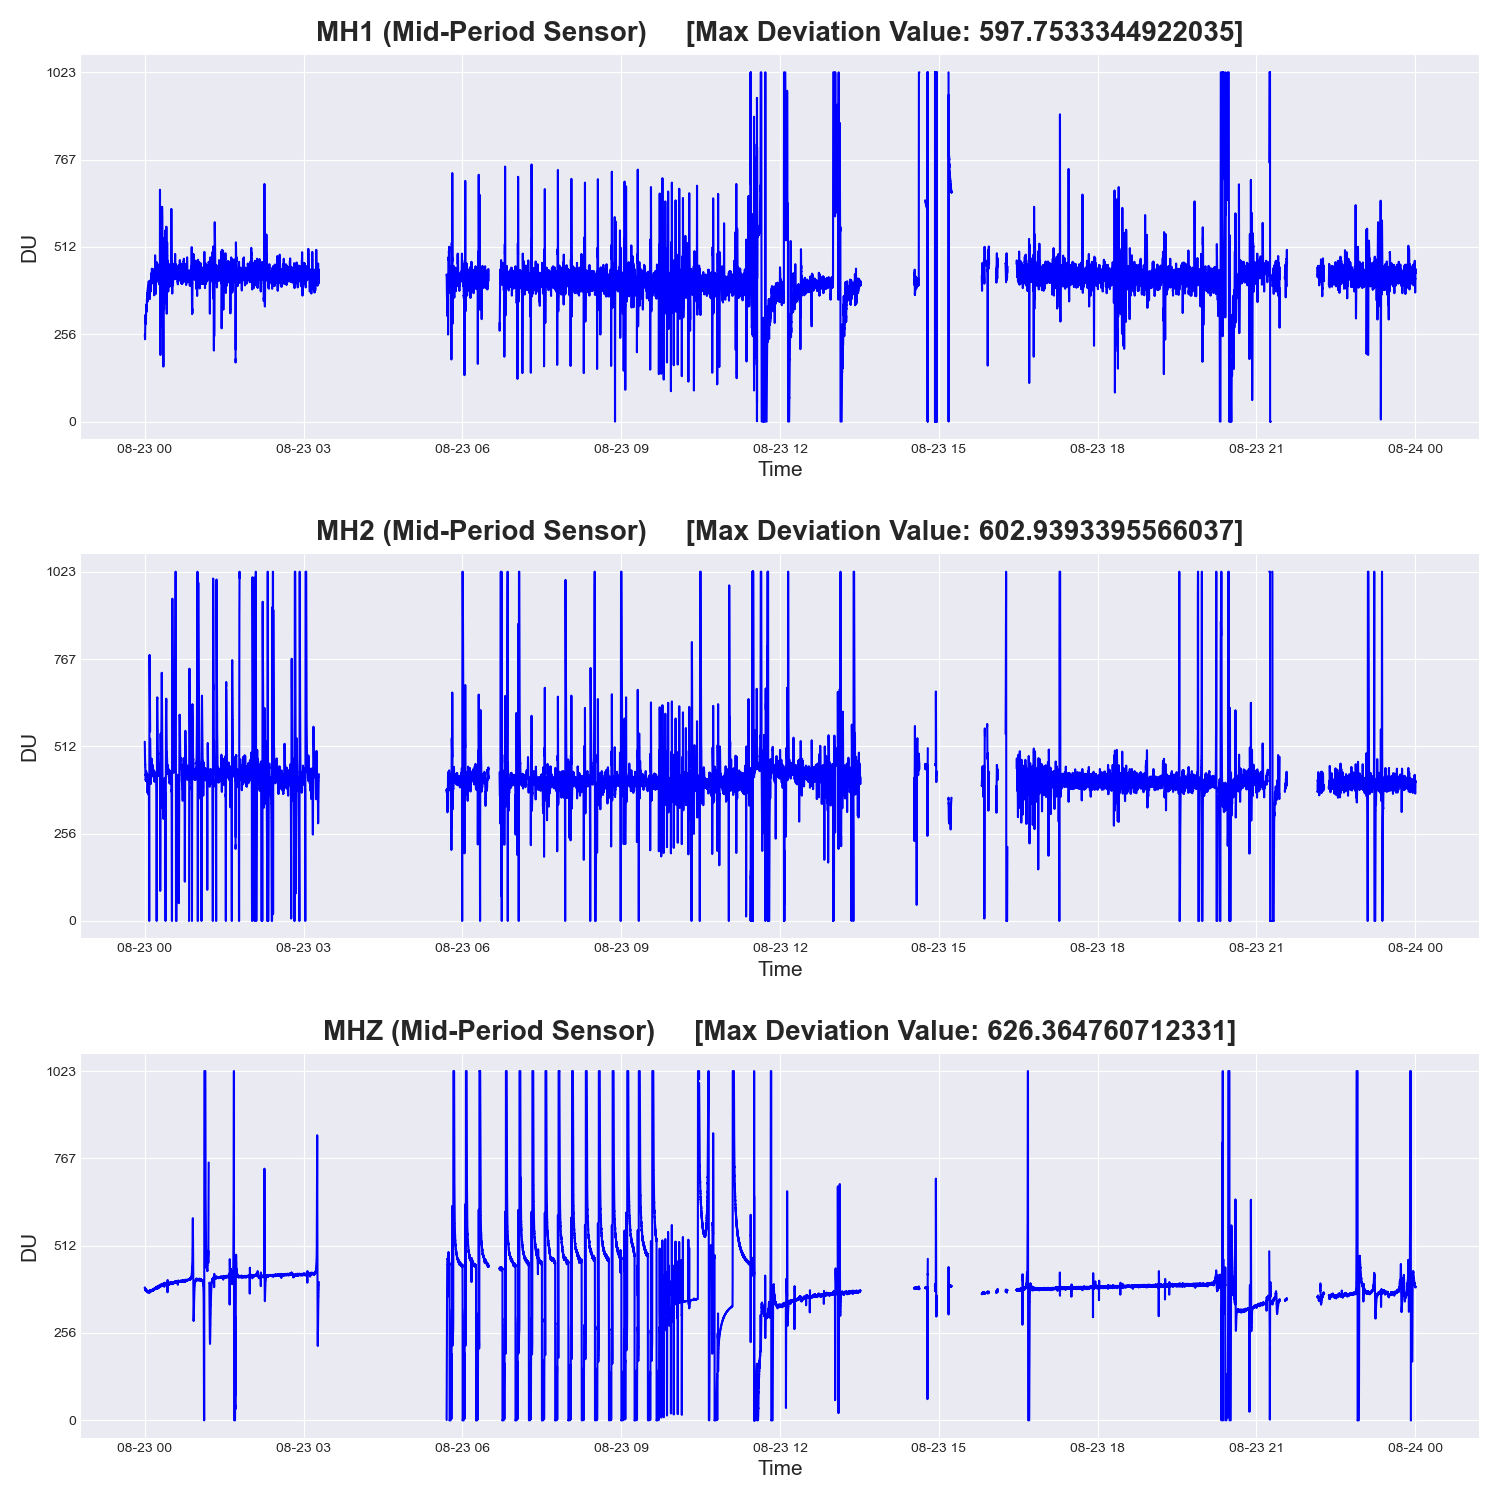 MH1 (Mid-Period Sensor) [Max Deviation Value: 597.7533344922035]
1023
767
512
256
0
DU
08-23 00 08-23 03 08-23 06 08-23 09 08-23 12 08-23 15 08-23 18 08-23 21 08-24 00
Time
MH2 (Mid-Period Sensor) [Max Deviation Value: 602.9393395566037]
1023
767
512
256
0
DU
08-23 00 08-23 03 08-23 06 08-23 09 08-23 12 08-23 15 08-23 18 08-23 21 08-24 00
Time
MHZ (Mid-Period Sensor) [Max Deviation Value: 626.364760712331]
1023
767
512
256
0
DU
08-23 00 08-23 03 08-23 06 08-23 09 08-23 12 08-23 15 08-23 18 08-23 21 08-24 00
Time